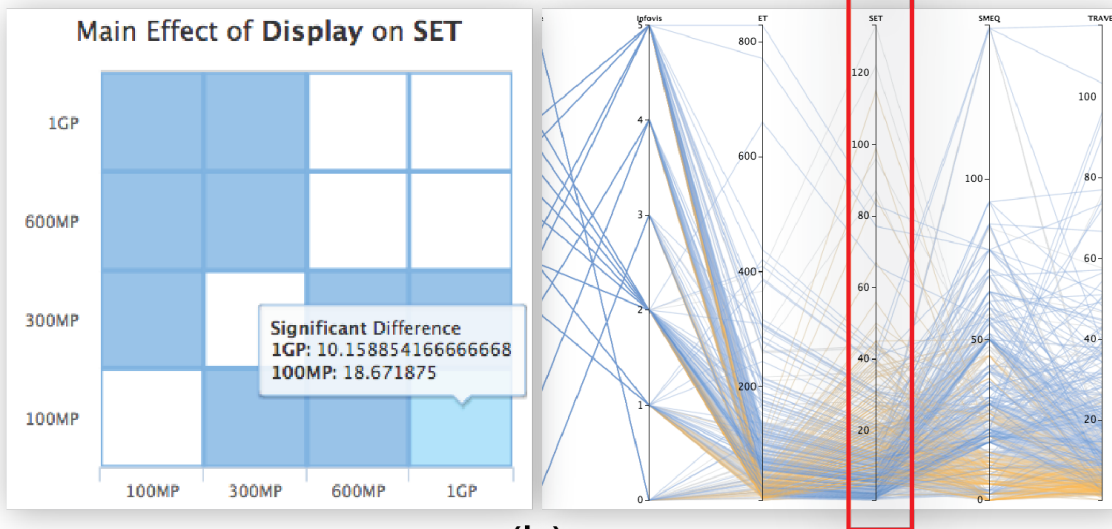 Main Effect of Display on SET
1GP
600MP
300MP
100MP
100MP 300MP 600MP 1GP
Significant Difference
1GP: 10.158854166666668
100MP: 18.671875
Infovis ET SET SMEQ TRAVE
5
4
3
2
1
0
800
600
400
200
120
100
80
60
40
20
100
50
0
100
80
60
40
20